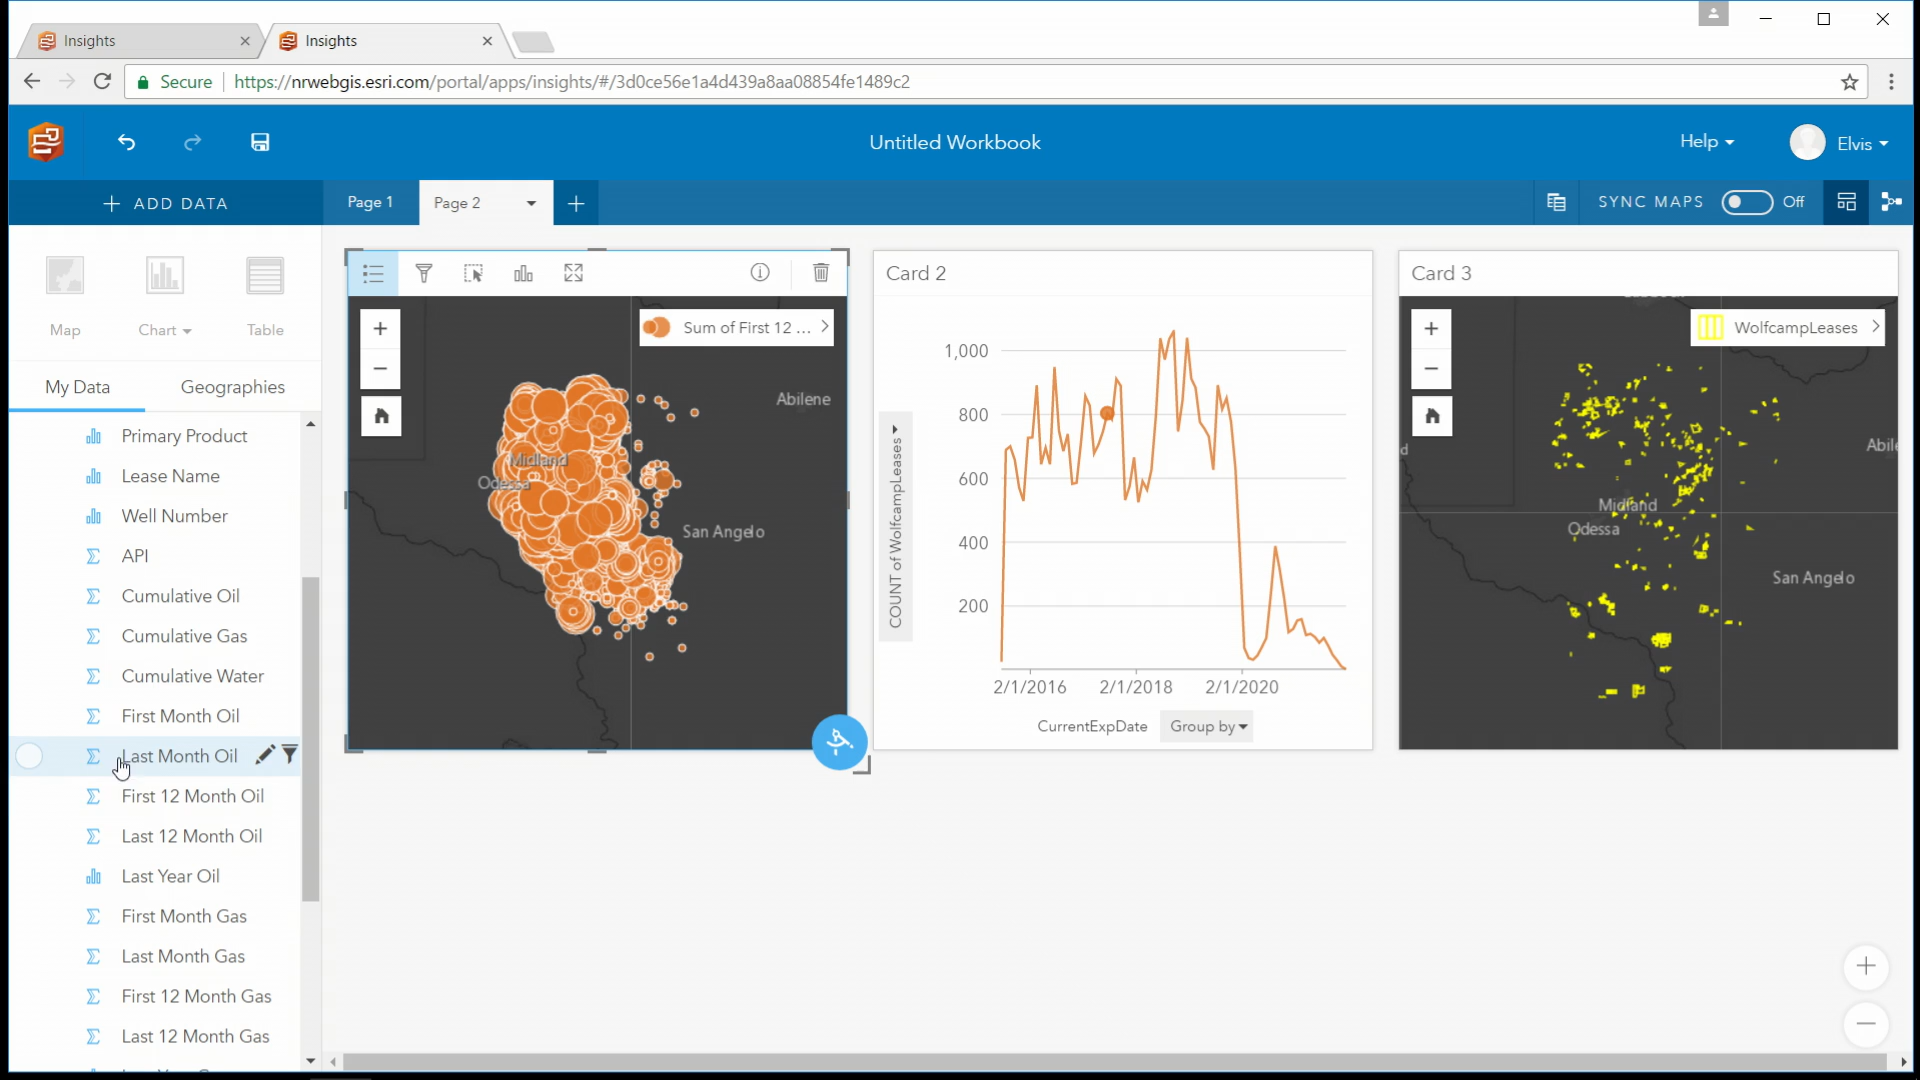 Insights
Insights
Secure
https://nrwebgis.esri.com/portal/apps/insights/#/3d0ce56e1a4d439a8aa08854fe1489c2
Untitled Workbook
Help
Elvis
+ ADD DATA
Page 1
Page 2
SYNC MAPS
Off
Map
Chart
Table
My Data
Geographies
Primary Product
Lease Name
Well Number
API
Cumulative Oil
Cumulative Gas
Cumulative Water
First Month Oil
Last Month Oil
First 12 Month Oil
Last 12 Month Oil
Last Year Oil
First Month Gas
Last Month Gas
First 12 Month Gas
Last 12 Month Gas
Sum of First 12 ...
Abilene
Midland
Odessa
San Angelo
Card 2
COUNT of WolfcampLeases
1,000
800
600
400
200
2/1/2016
2/1/2018
2/1/2020
CurrentExpDate
Group by
Card 3
WolfcampLeases
Abile
d
Midland
Odessa
San Angelo